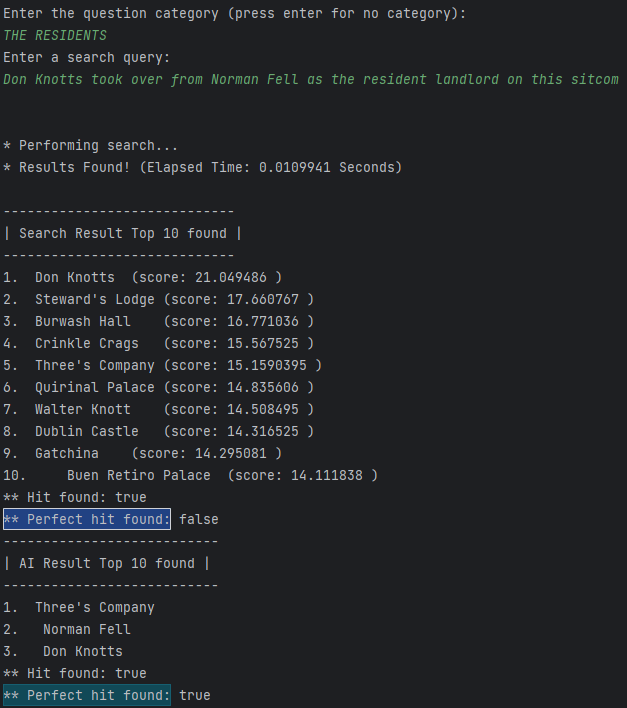 Enter the question category (press enter for no category):
THE RESIDENTS
Enter a search query:
Don Knotts took over from Norman Fell as the resident landlord on this sitcom
* Performing search...
* Results Found! (Elapsed Time: 0.0109941 Seconds)
-----------------------------
| Search Result Top 10 found |
-----------------------------
1.  Don Knotts  (score: 21.049486 )
2.  Steward's Lodge (score: 17.660767 )
3.  Burwash Hall    (score: 16.771036 )
4.  Crinkle Crags   (score: 15.567525 )
5.  Three's Company (score: 15.1590395 )
6.  Quirinal Palace (score: 14.835606 )
7.  Walter Knott    (score: 14.508495 )
8.  Dublin Castle   (score: 14.316525 )
9.  Gatchina    (score: 14.295081 )
10.     Buen Retiro Palace  (score: 14.111838 )
** Hit found: true
** Perfect hit found: false
---------------------------
| AI Result Top 10 found |
---------------------------
1.  Three's Company
2.   Norman Fell
3.   Don Knotts
** Hit found: true
** Perfect hit found: true